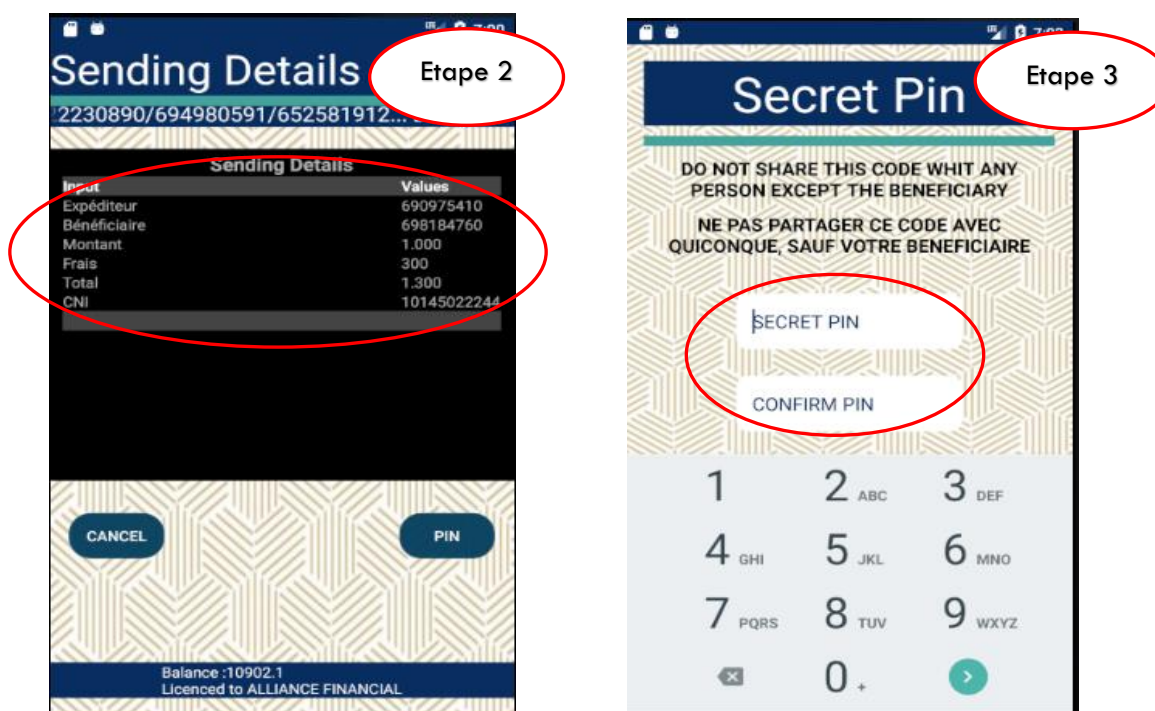 Sending Details
Etape 2
2230890/694980591/652581912...
Sending Details
Input Values
Expéditeur 690975410
Bénéficiaire 698184760
Montant 1.000
Frais 300
Total 1.300
CNI 10145022244
CANCEL PIN
Balance :10902.1
Licenced to ALLIANCE FINANCIAL
Secret Pin
Etape 3
DO NOT SHARE THIS CODE WHIT ANY
PERSON EXCEPT THE BENEFICIARY
NE PAS PARTAGER CE CODE AVEC
QUICONQUE, SAUF VOTRE BENEFICIAIRE
SECRET PIN
CONFIRM PIN
1 2 ABC 3 DEF
4 GHI 5 JKL 6 MNO
7 PQRS 8 TUV 9 WXYZ
0 +